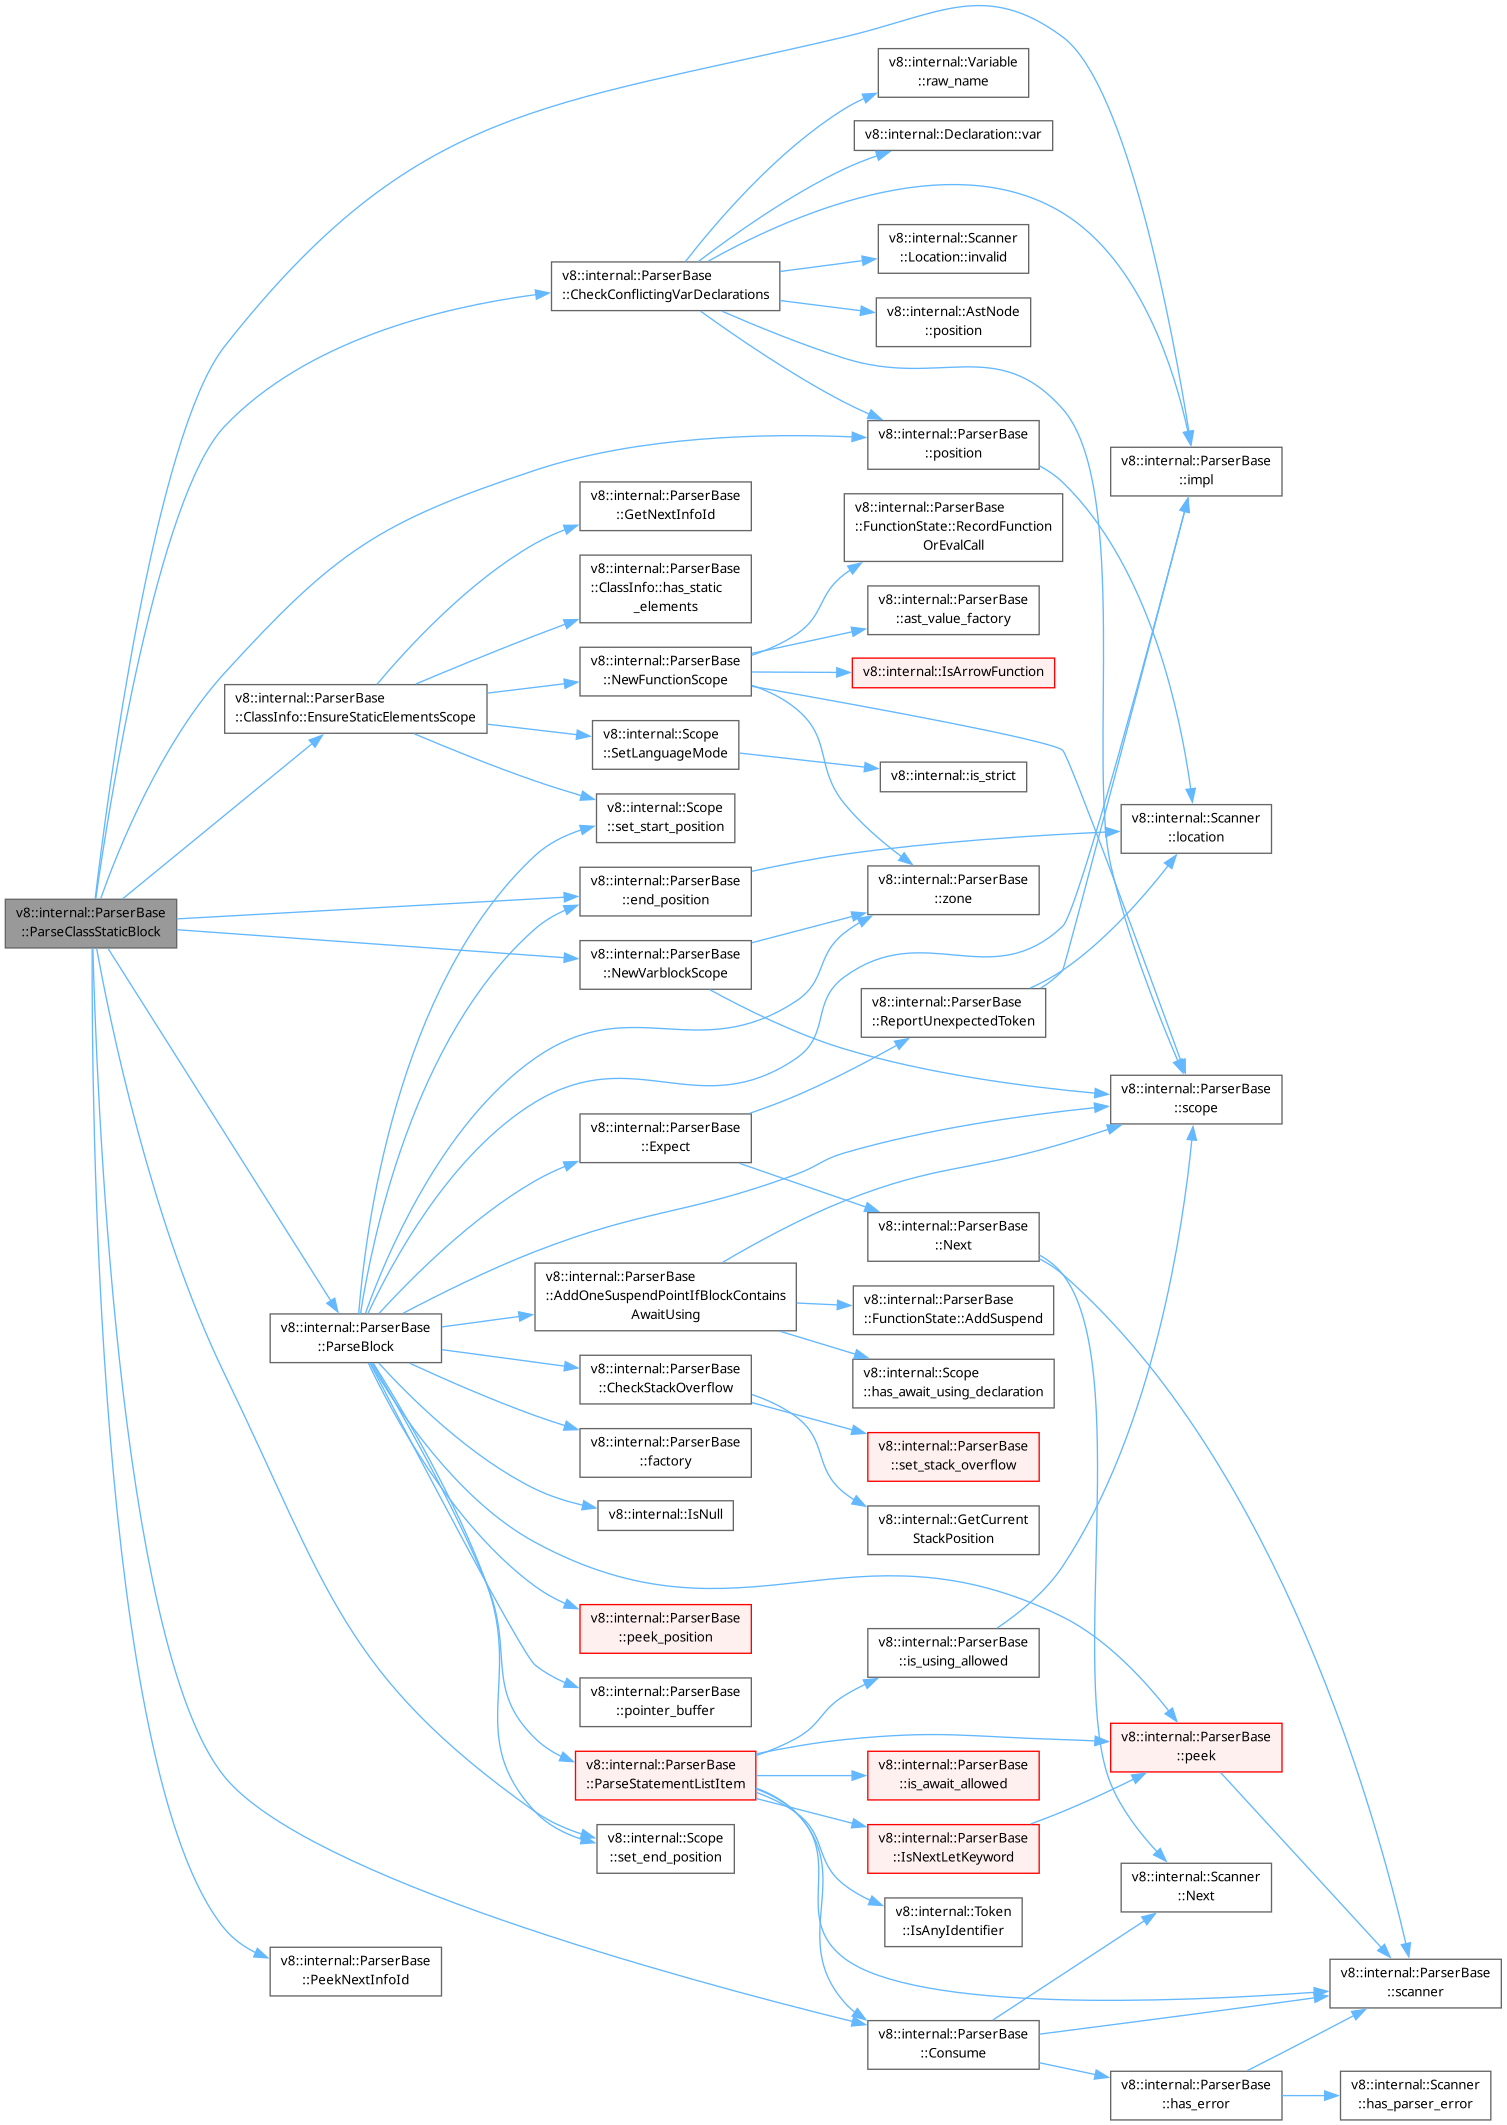 v8::internal::Variable
::raw_name
v8::internal::Declaration::var
v8::internal::Scanner
::Location::invalid
v8::internal::ParserBase
::CheckConflictingVarDeclarations
v8::internal::AstNode
::position
v8::internal::ParserBase
::position
v8::internal::ParserBase
::impl
v8::internal::ParserBase
::GetNextInfoId
v8::internal::ParserBase
::FunctionState::RecordFunction
OrEvalCall
v8::internal::ParserBase
::ClassInfo::has_static
_elements
v8::internal::ParserBase
::ast_value_factory
v8::internal::ParserBase
::NewFunctionScope
v8::internal::IsArrowFunction
v8::internal::ParserBase
::ClassInfo::EnsureStaticElementsScope
v8::internal::Scope
::SetLanguageMode
v8::internal::is_strict
v8::internal::Scope
::set_start_position
v8::internal::Scanner
::location
v8::internal::ParserBase
::end_position
v8::internal::ParserBase
::zone
v8::internal::ParserBase
::ParseClassStaticBlock
v8::internal::ParserBase
::NewVarblockScope
v8::internal::ParserBase
::ReportUnexpectedToken
v8::internal::ParserBase
::scope
v8::internal::ParserBase
::Expect
v8::internal::ParserBase
::Next
v8::internal::ParserBase
::AddOneSuspendPointIfBlockContains
AwaitUsing
v8::internal::ParserBase
::FunctionState::AddSuspend
v8::internal::ParserBase
::ParseBlock
v8::internal::ParserBase
::CheckStackOverflow
v8::internal::Scope
::has_await_using_declaration
v8::internal::ParserBase
::factory
v8::internal::ParserBase
::set_stack_overflow
v8::internal::IsNull
v8::internal::GetCurrent
StackPosition
v8::internal::ParserBase
::peek_position
v8::internal::ParserBase
::is_using_allowed
v8::internal::ParserBase
::pointer_buffer
v8::internal::ParserBase
::peek
v8::internal::ParserBase
::ParseStatementListItem
v8::internal::ParserBase
::is_await_allowed
v8::internal::Scope
::set_end_position
v8::internal::ParserBase
::IsNextLetKeyword
v8::internal::Scanner
::Next
v8::internal::Token
::IsAnyIdentifier
v8::internal::ParserBase
::PeekNextInfoId
v8::internal::ParserBase
::scanner
v8::internal::ParserBase
::Consume
v8::internal::ParserBase
::has_error
v8::internal::Scanner
::has_parser_error